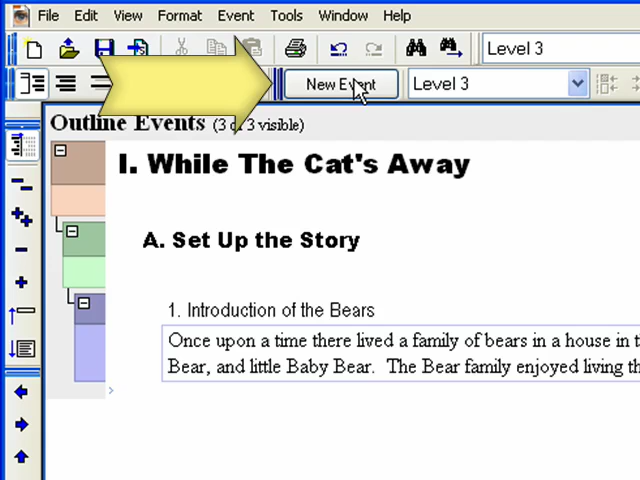 File Edit View Format Event Tools Window Help
Level 3
New Event Level 3
Outline Events (3 of 3 visible)
I. While The Cat's Away
A. Set Up the Story
1. Introduction of the Bears
Once upon a time there lived a family of bears in a house in t
Bear, and little Baby Bear. The Bear family enjoyed living th